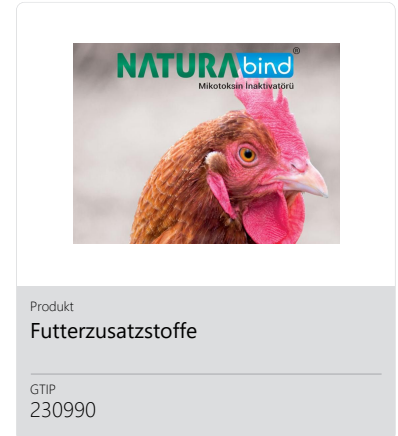 NATURAbind®
Mikotoksin İnaktivatörü
Produkt
Futterzusatzstoffe
GTIP
230990